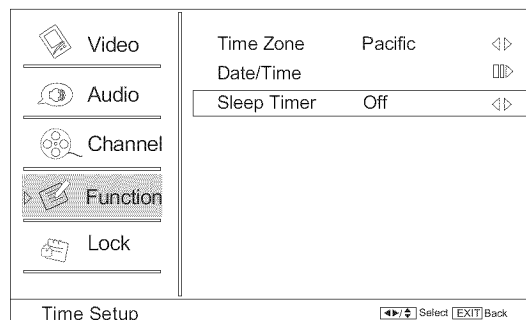 Video
Audio
Channel
Function
Lock
Time Zone Pacific
Date/Time
Sleep Timer Off
Time Setup
Select EXIT Back